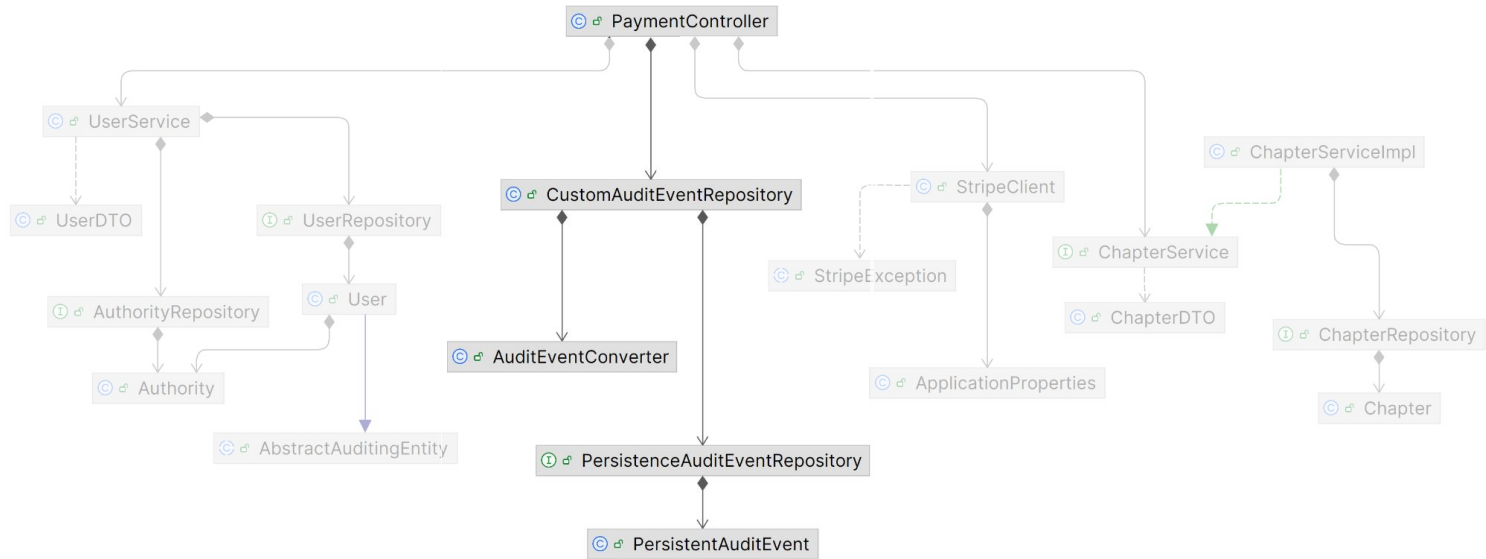 PaymentController
UserService
ChapterServiceImpl
CustomAuditEventRepository
StripeClient
UserDTO
UserRepository
ChapterService
StripeException
User
AuthorityRepository
ChapterDTO
ChapterRepository
AuditEventConverter
Authority
ApplicationProperties
Chapter
AbstractAuditingEntity
PersistenceAuditEventRepository
PersistentAuditEvent